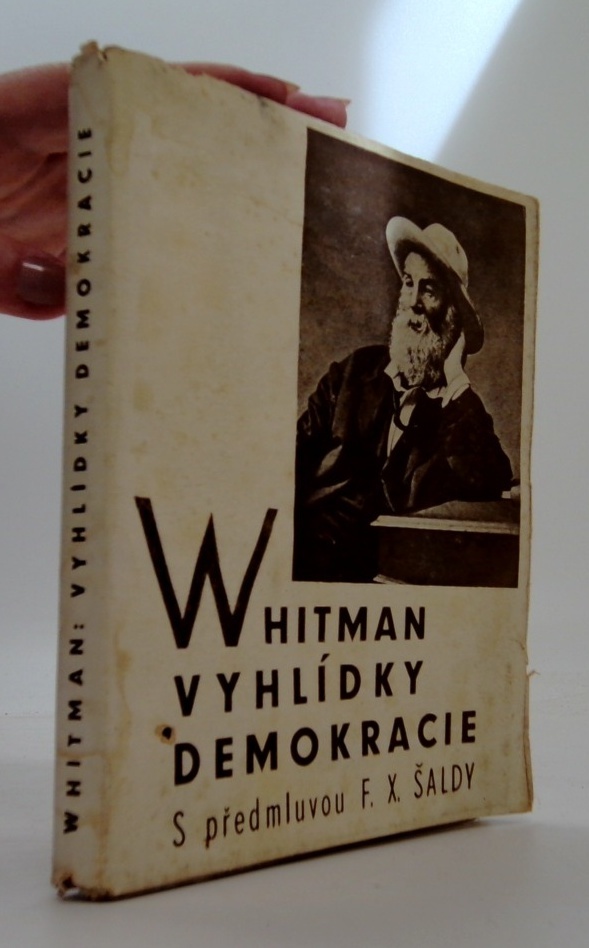 WHITMAN: VYHLÍDKY DEMOKRACIE
WHITMAN
VYHLÍDKY
DEMOKRACIE
S předmluvou F. X. ŠALDY